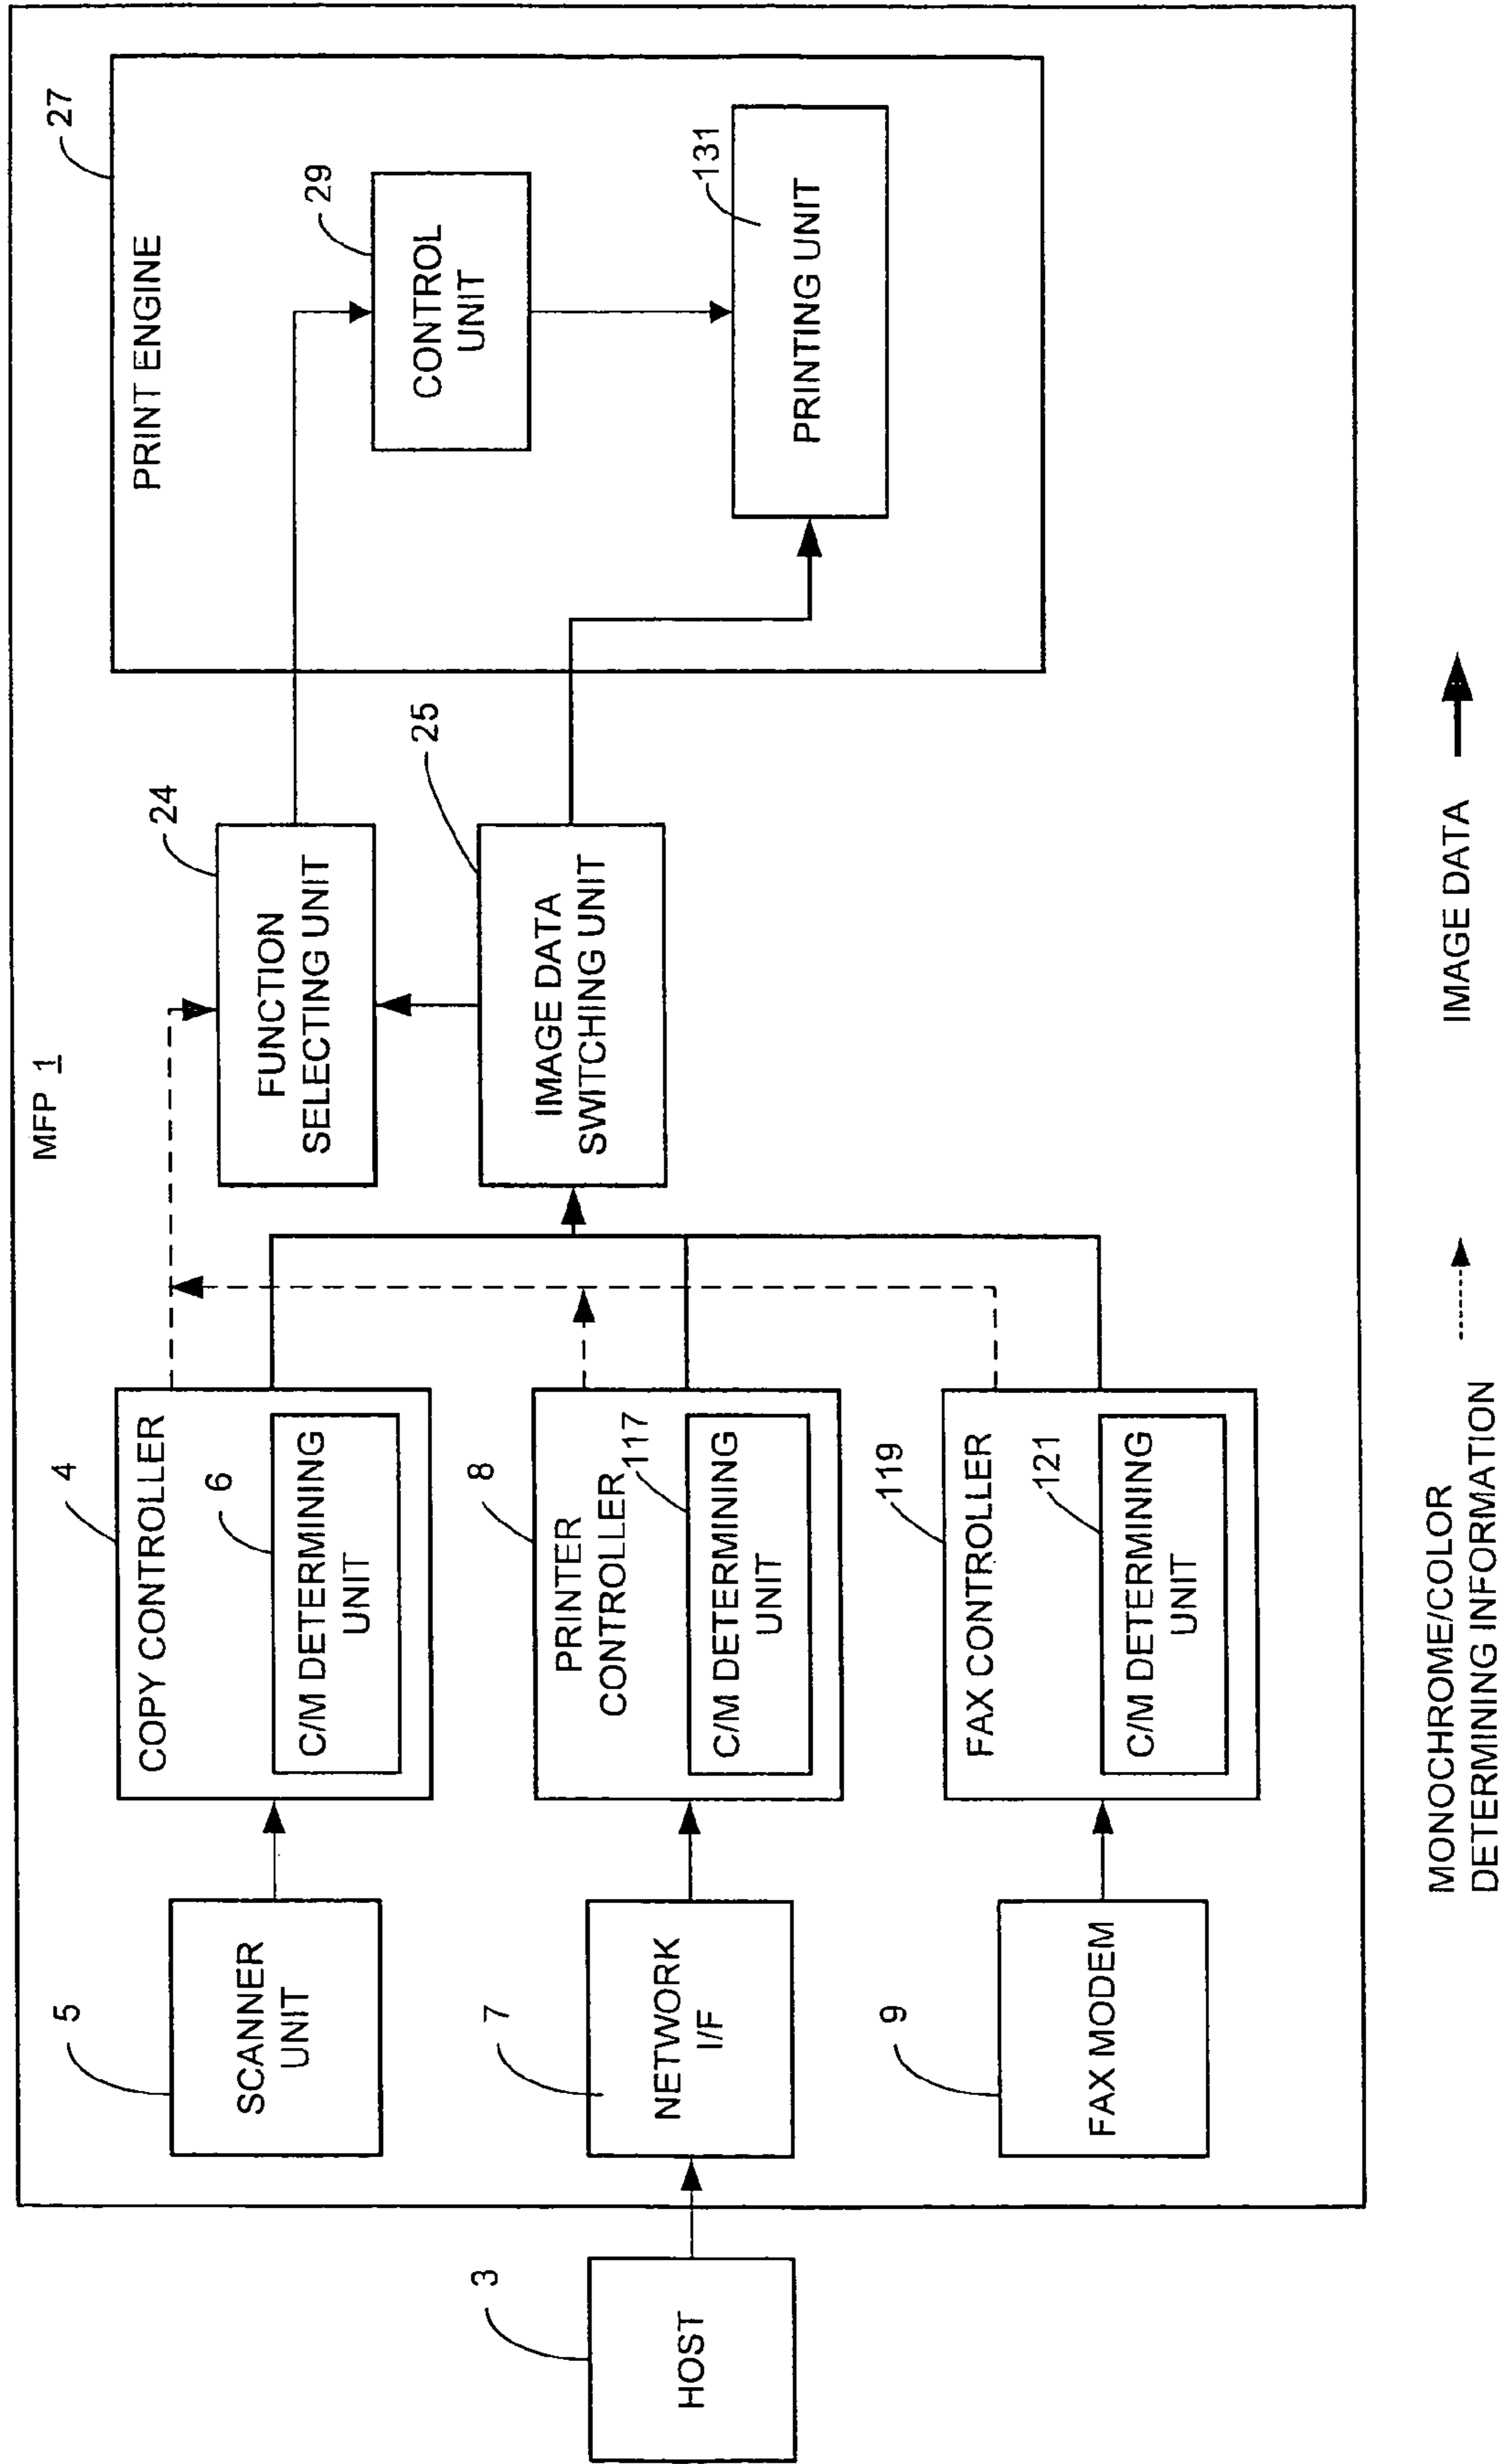 MFP 1
3
HOST
5
SCANNER
UNIT
7
NETWORK
I/F
9
FAX MODEM
4
COPY CONTROLLER
6
C/M DETERMINING
UNIT
8
PRINTER
CONTROLLER
117
C/M DETERMINING
UNIT
119
FAX CONTROLLER
121
C/M DETERMINING
UNIT
24
FUNCTION
SELECTING UNIT
25
IMAGE DATA
SWITCHING UNIT
27
PRINT ENGINE
29
CONTROL
UNIT
131
PRINTING UNIT
MONOCHROME/COLOR
DETERMINING INFORMATION
IMAGE DATA